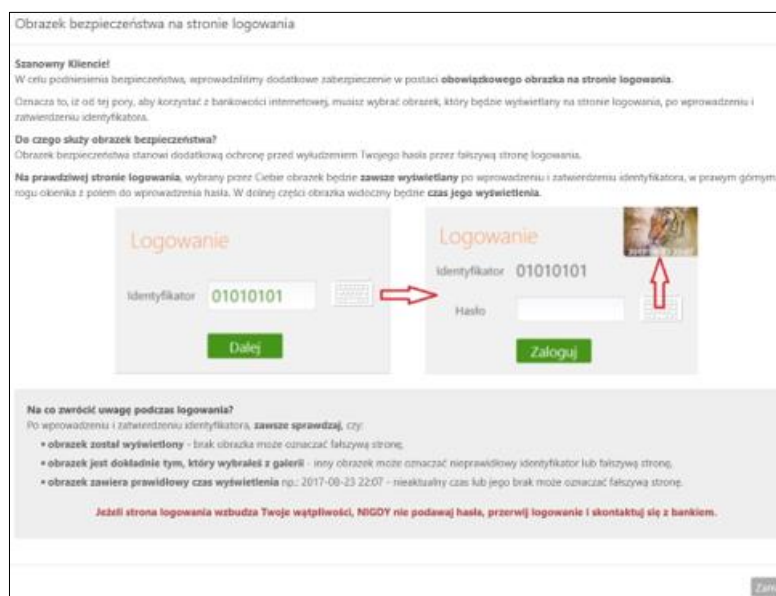 Obrazek bezpieczeństwa na stronie logowania
Szanowny Kliencie!
W celu podniesienia bezpieczeństwa, wprowadziliśmy dodatkowe zabezpieczenie w postaci obowiązkowego obrazka na stronie logowania.
Oznacza to, iż od tej pory, aby korzystać z bankowości internetowej, musisz wybrać obrazek, który będzie wyświetlany na stronie logowania, po wprowadzeniu i
zatwierdzeniu identyfikatora.
Do czego służy obrazek bezpieczeństwa?
Obrazek bezpieczeństwa stanowi dodatkową ochronę przed wyłudzeniem Twojego hasła przez fałszywą stronę logowania.
Na prawdziwej stronie logowania, wybrany przez Ciebie obrazek będzie zawsze wyświetlany po wprowadzeniu i zatwierdzeniu identyfikatora, w prawym górnym
rogu okienka z polem do wprowadzenia hasła. W dolnej części obrazka widoczny będzie czas jego wyświetlenia.
Logowanie
Identyfikator 01010101
Dalej
Logowanie
Identyfikator 01010101
Hasło
Zaloguj
Na co zwrócić uwagę podczas logowania?
Po wprowadzeniu i zatwierdzeniu identyfikatora, zawsze sprawdzaj, czy:
• obrazek został wyświetlony - brak obrazka może oznaczać fałszywą stronę,
• obrazek jest dokładnie tym, który wybrałeś z galerii - inny obrazek może oznaczać nieprawidłowy identyfikator lub fałszywą stronę,
• obrazek zawiera prawidłowy czas wyświetlenia np.: 2017-08-23 22:07 - nieaktualny czas lub jego brak może oznaczać fałszywą stronę.
Jeżeli strona logowania wzbudza Twoje wątpliwości, NIGDY nie podawaj hasła, przerwij logowanie i skontaktuj się z bankiem.